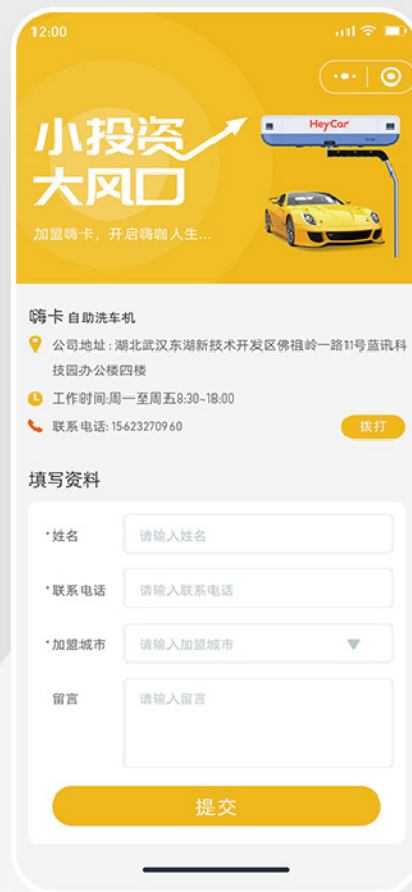 12:00
HeyCar
小投资
大风口
加盟嗨卡，开启嗨咖人生...
嗨卡 自助洗车机
公司地址：湖北武汉东湖新技术开发区佛祖岭一路11号蓝讯科
技园办公楼四楼
工作时间:周一至周五8:30~18:00
联系电话: 15623270960
拨打
填写资料
*姓名 请输入姓名
*联系电话 请输入联系电话
*加盟城市 请输入加盟城市
留言 请输入留言
提交